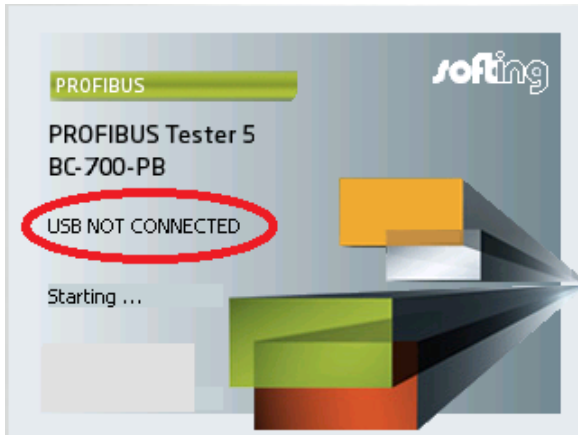 softing
PROFIBUS
PROFIBUS Tester 5
BC-700-PB
USB NOT CONNECTED
Starting ...